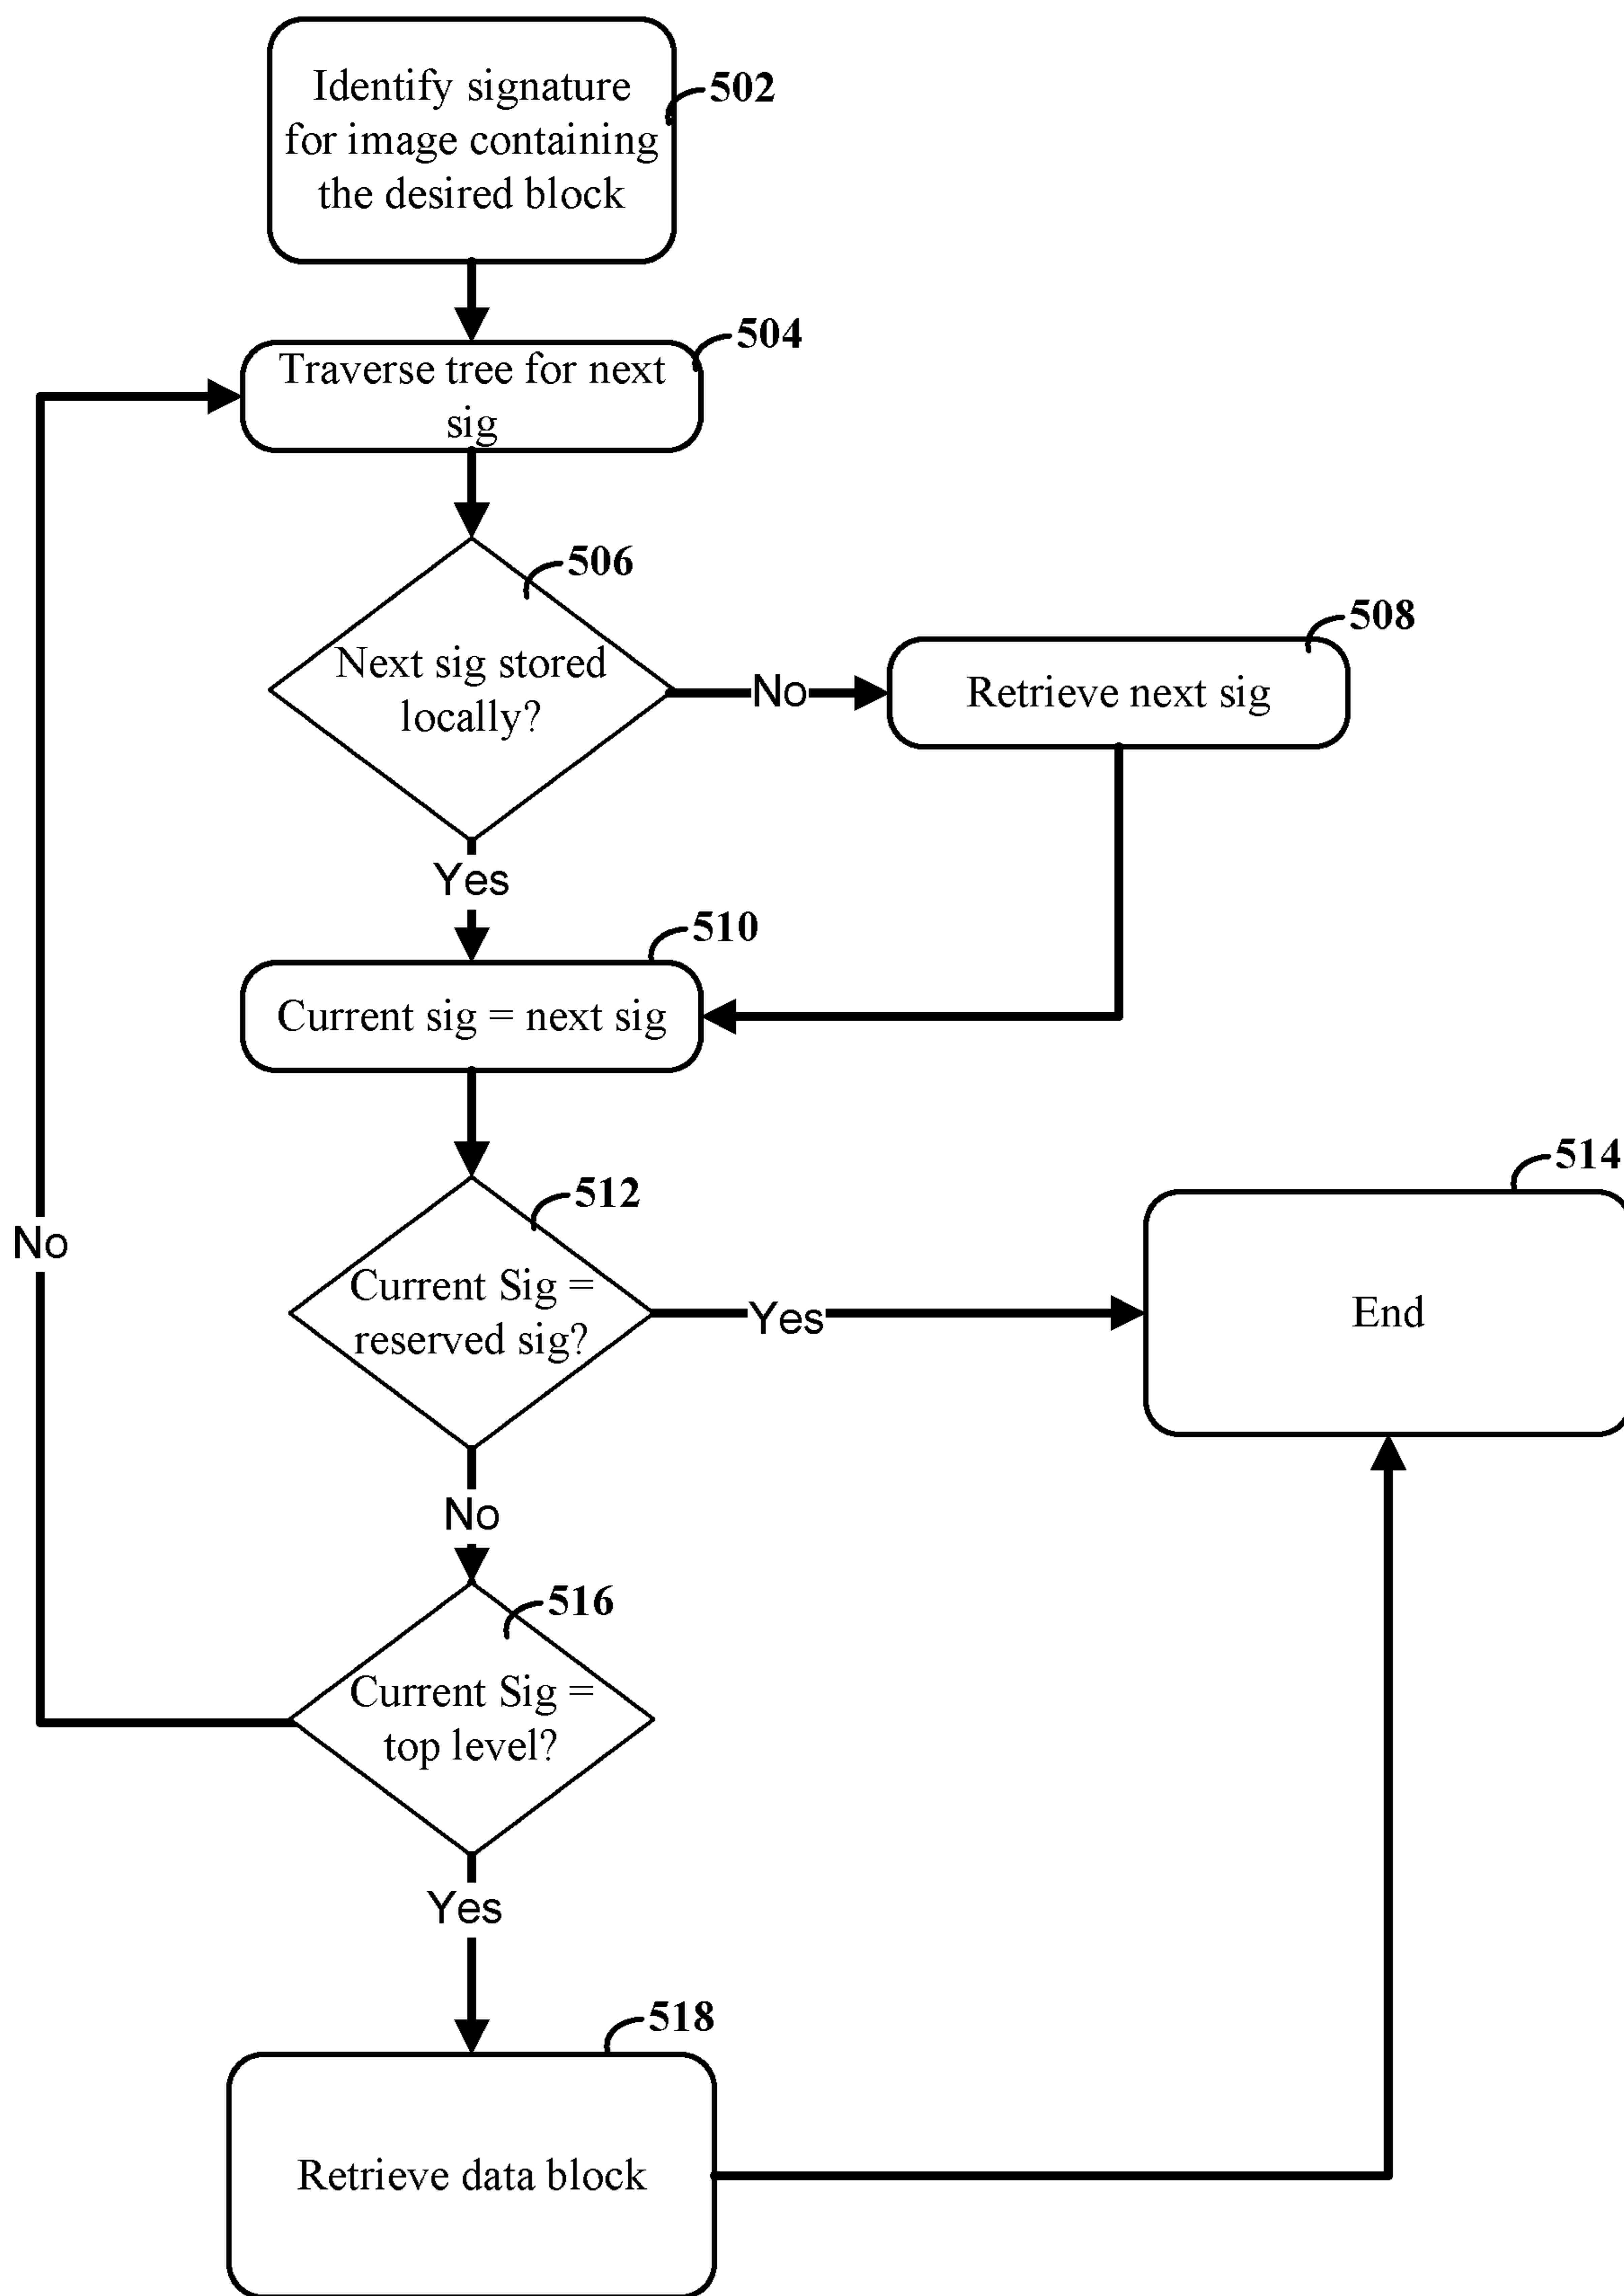 Identify signature
for image containing
the desired block
502
Traverse tree for next
sig
504
Next sig stored
locally?
506
No
Retrieve next sig
508
Yes
Current sig = next sig
510
Current Sig =
reserved sig?
512
Yes
End
514
No
Current Sig =
top level?
516
No
Yes
Retrieve data block
518